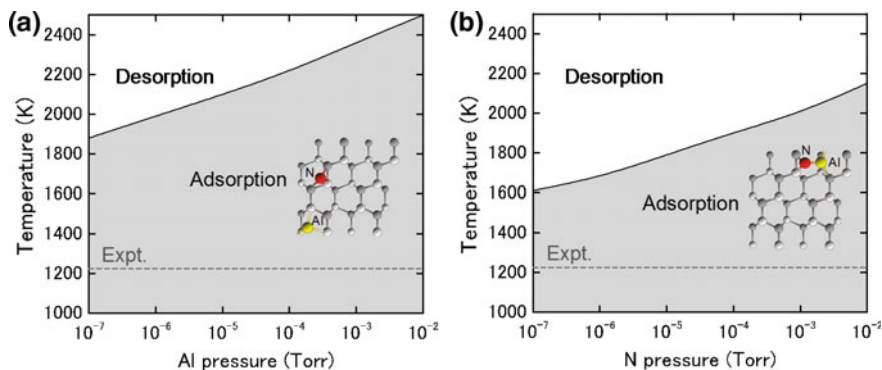 (a)
2400
2200
2000
1800
1600
1400
1200
1000
Temperature (K)
Desorption
Adsorption
N
Al
Expt.
10⁻⁷ 10⁻⁶ 10⁻⁵ 10⁻⁴ 10⁻³ 10⁻²
Al pressure (Torr)
(b)
2400
2200
2000
1800
1600
1400
1200
1000
Temperature (K)
Desorption
Adsorption
N Al
Expt.
10⁻⁷ 10⁻⁶ 10⁻⁵ 10⁻⁴ 10⁻³ 10⁻²
N pressure (Torr)